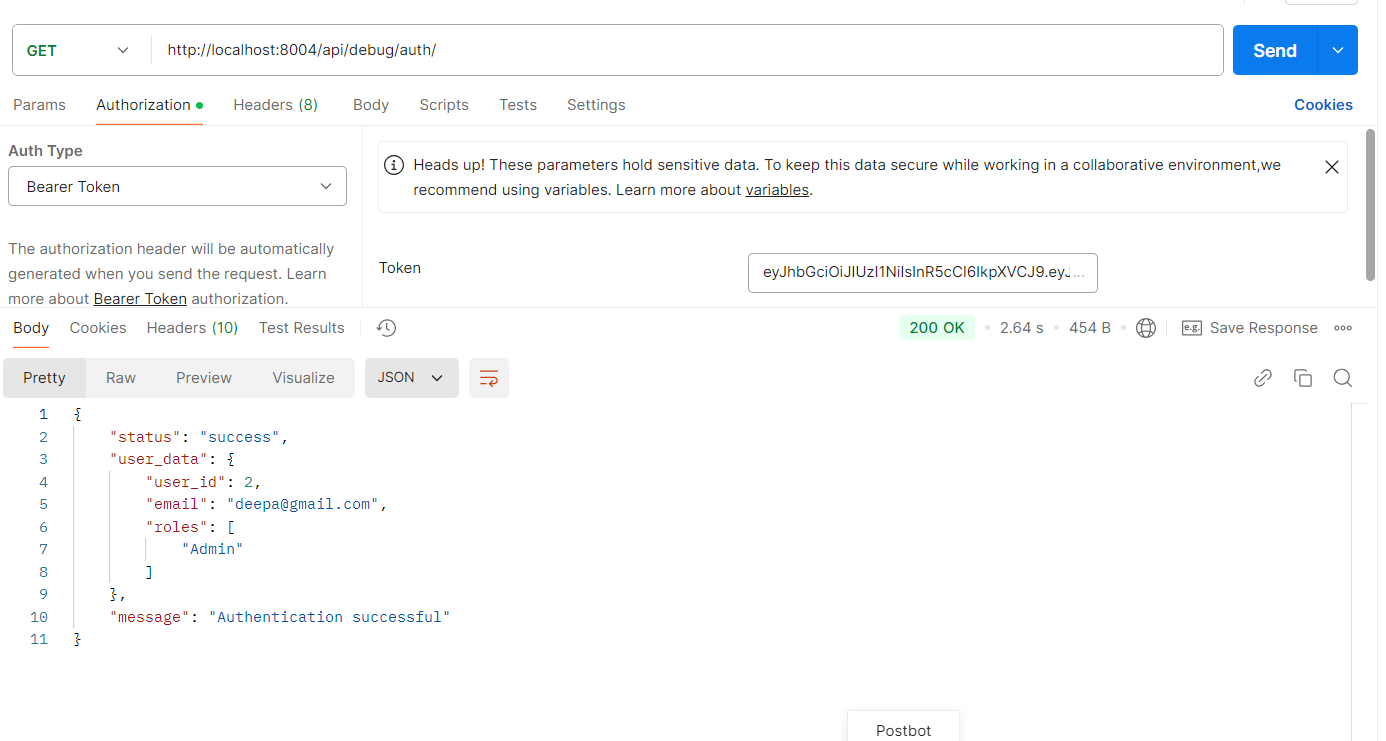 GET http://localhost:8004/api/debug/auth/ Send
Params Authorization Headers (8) Body Scripts Tests Settings Cookies
Auth Type
Bearer Token
The authorization header will be automatically
generated when you send the request. Learn
more about Bearer Token authorization.
Heads up! These parameters hold sensitive data. To keep this data secure while working in a collaborative environment,we
recommend using variables. Learn more about variables.
Token eyJhbGciOiJIUzI1NiIsInR5cCI6IkpXVCJ9.eyJ...
Body Cookies Headers (10) Test Results 200 OK 2.64 s 454 B e.g. Save Response
Pretty Raw Preview Visualize JSON
1 {
2 "status": "success",
3 "user_data": {
4 "user_id": 2,
5 "email": "deepa@gmail.com",
6 "roles": [
7 "Admin"
8 ]
9 },
10 "message": "Authentication successful"
11 }
Postbot